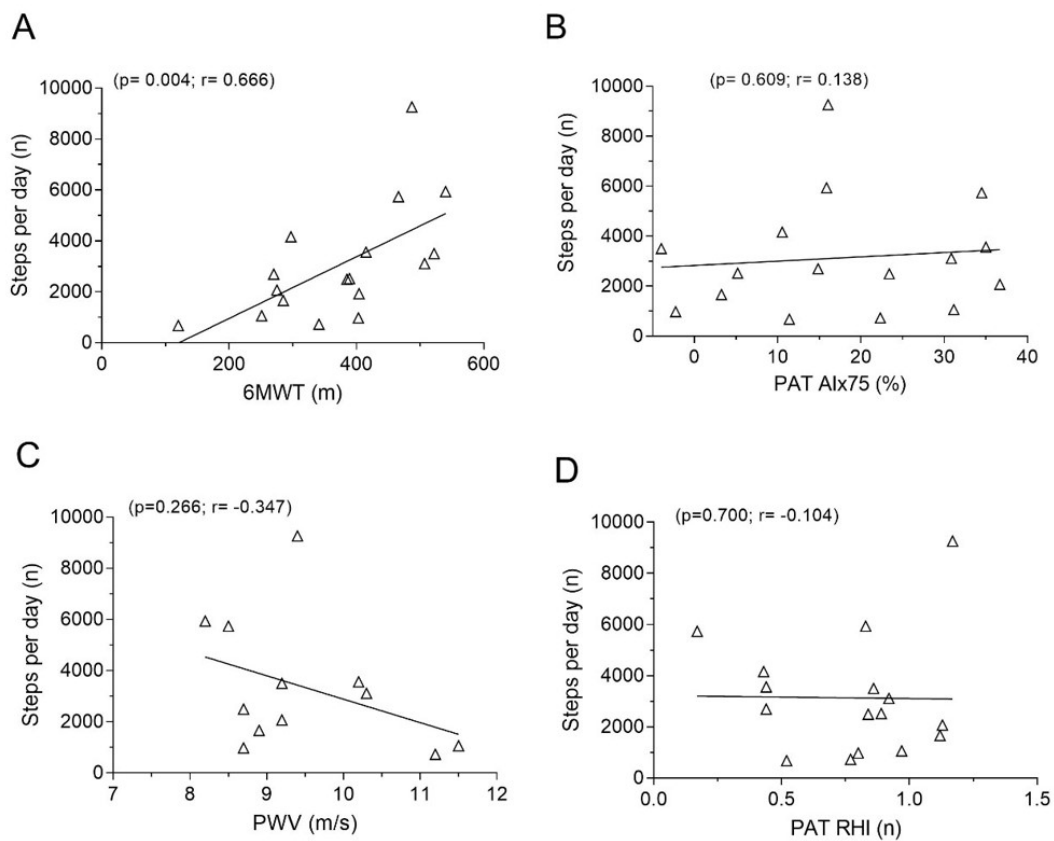 A
(p= 0.004; r= 0.666)
Steps per day (n)
10000
8000
6000
4000
2000
0
0 200 400 600
6MWT (m)
B
(p= 0.609; r= 0.138)
Steps per day (n)
10000
8000
6000
4000
2000
0
0 10 20 30 40
PAT AIx75 (%)
C
(p=0.266; r= -0.347)
Steps per day (n)
10000
8000
6000
4000
2000
0
7 8 9 10 11 12
PWV (m/s)
D
(p=0.700; r= -0.104)
Steps per day (n)
10000
8000
6000
4000
2000
0
0.0 0.5 1.0 1.5
PAT RHI (n)